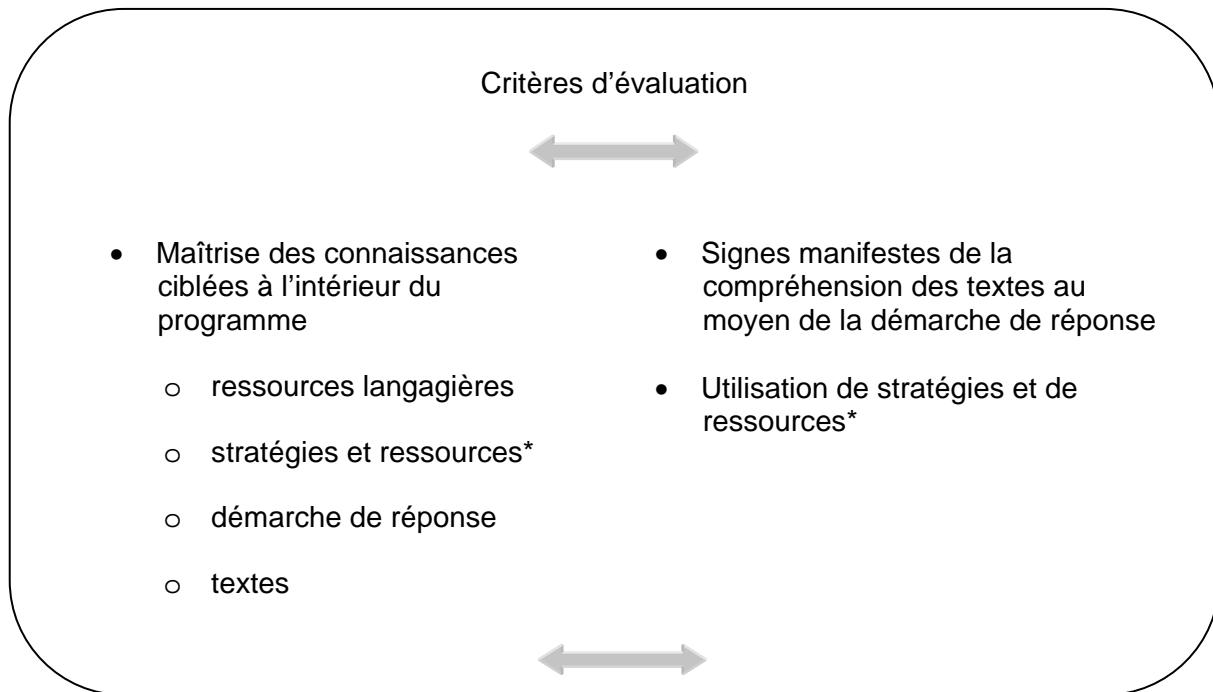 Critères d'évaluation
• Maîtrise des connaissances
ciblées à l'intérieur du
programme
o ressources langagières
o stratégies et ressources*
o démarche de réponse
o textes
• Signes manifestes de la
compréhension des textes au
moyen de la démarche de réponse
• Utilisation de stratégies et de
ressources*